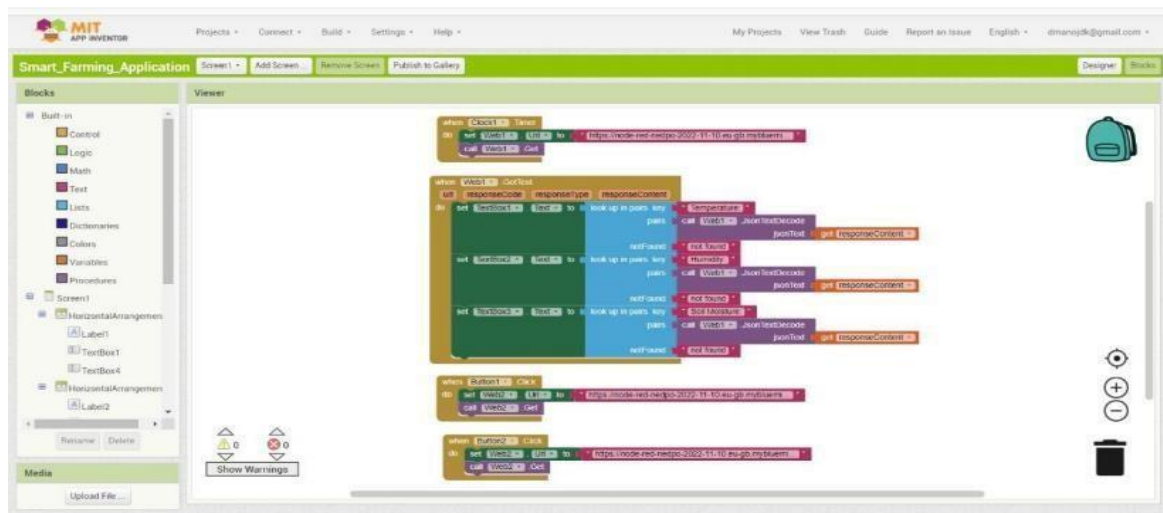 MIT
APP INVENTOR
Projects Connect Build Settings Help My Projects View Trash Guide Report an Issue English dmanojdk@gmail.com
Smart_Farming_Application Screen1 Add Screen ... Remove Screen Publish to Gallery Designer Blocks
Blocks
Viewer
Built-in
Control
Logic
Math
Text
Lists
Dictionaries
Colors
Variables
Procedures
Screen1
HorizontalArrangemen
Label1
TextBox1
TextBox4
HorizontalArrangemen
Label2
Rename Delete
Media
Upload File ...
when Clock1 Timer
do set Web1 Url to
call Web1 Get
when Web1 GotText
url responseCode responseType responseContent
do set TextBox1 Text to look up in pairs key Temperature
pairs call Web1 JsonTextDecode
jsonText get responseContent
notFound not found
set TextBox2 Text to look up in pairs key Humidity
pairs call Web1 JsonTextDecode
jsonText get responseContent
notFound not found
set TextBox3 Text to look up in pairs key Soil Moisture
pairs call Web1 JsonTextDecode
jsonText get responseContent
notFound not found
when Button1 Click
do set Web2 Url to
call Web2 Get
when Button2 Click
do set Web2 Url to
call Web2 Get
0 0
Show Warnings